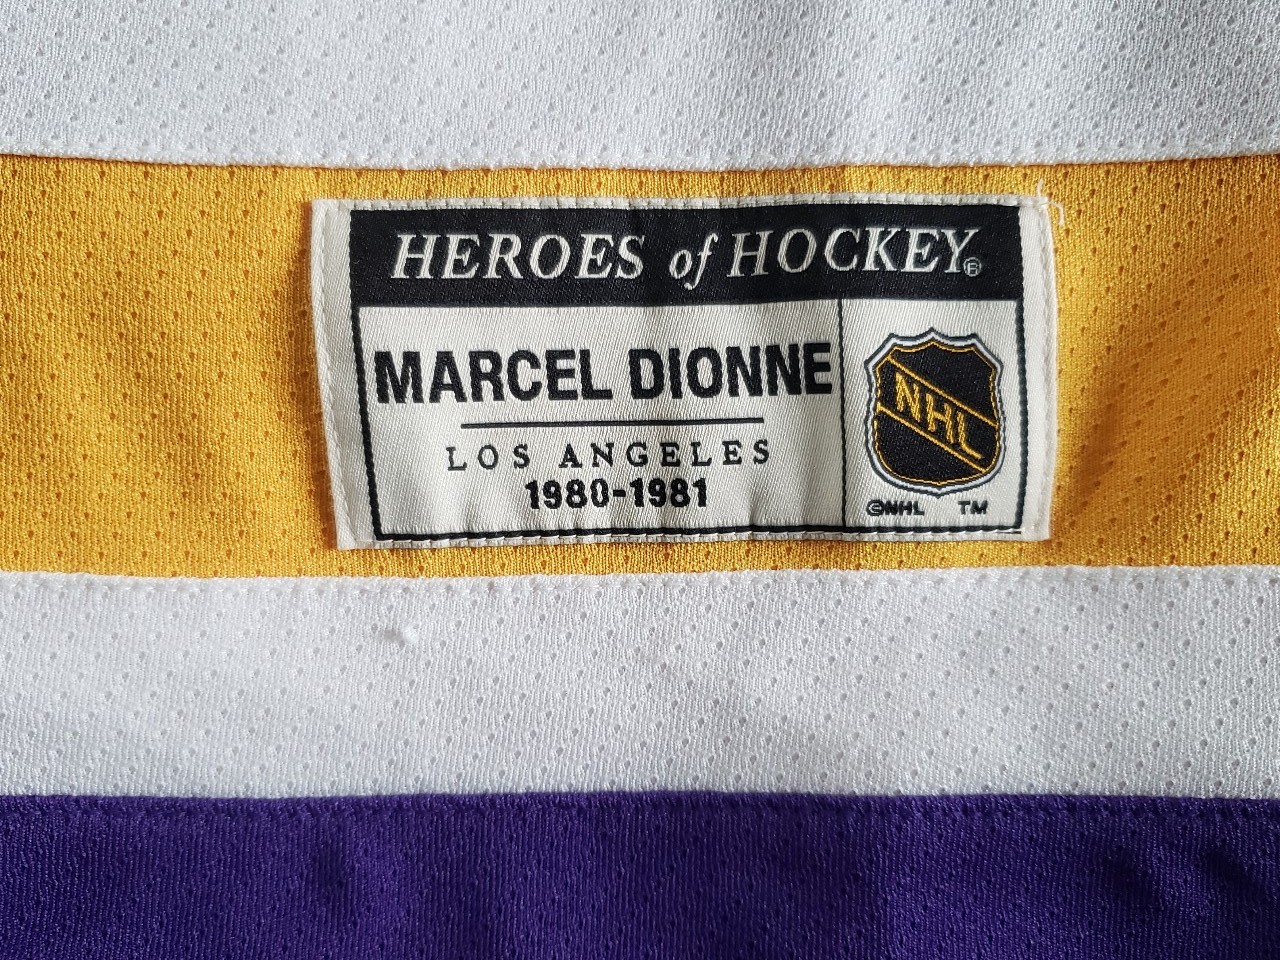 HEROES of HOCKEY®
MARCEL DIONNE
LOS ANGELES
1980-1981
NHL
©NHL TM